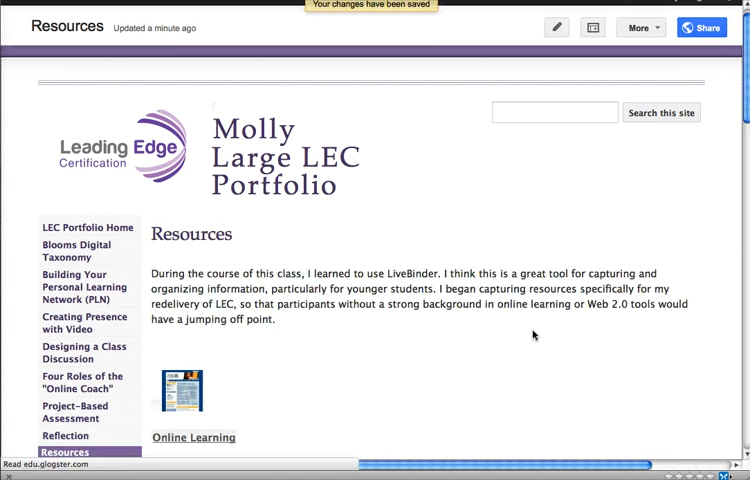 Your changes have been saved
Resources Updated a minute ago
More Share
Leading Edge
Certification
Molly
Large LEC
Portfolio
Search this site
LEC Portfolio Home
Blooms Digital
Taxonomy
Building Your
Personal Learning
Network (PLN)
Creating Presence
with Video
Designing a Class
Discussion
Four Roles of the
"Online Coach"
Project-Based
Assessment
Reflection
Resources
Resources
During the course of this class, I learned to use LiveBinder. I think this is a great tool for capturing and
organizing information, particularly for younger students. I began capturing resources specifically for my
redelivery of LEC, so that participants without a strong background in online learning or Web 2.0 tools would
have a jumping off point.
Online Learning
Read edu.glogster.com